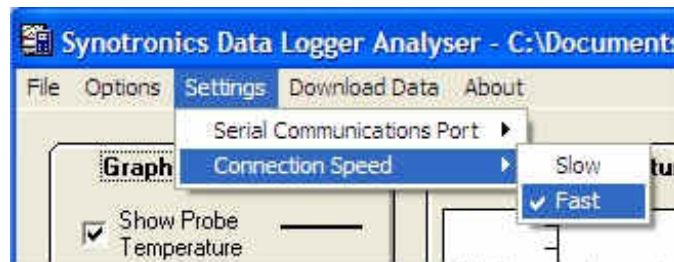 Synotronics Data Logger Analyser - C:\Documents
File Options Settings Download Data About
Serial Communications Port
Graph Connection Speed Slow
Fast
Show Probe
Temperature